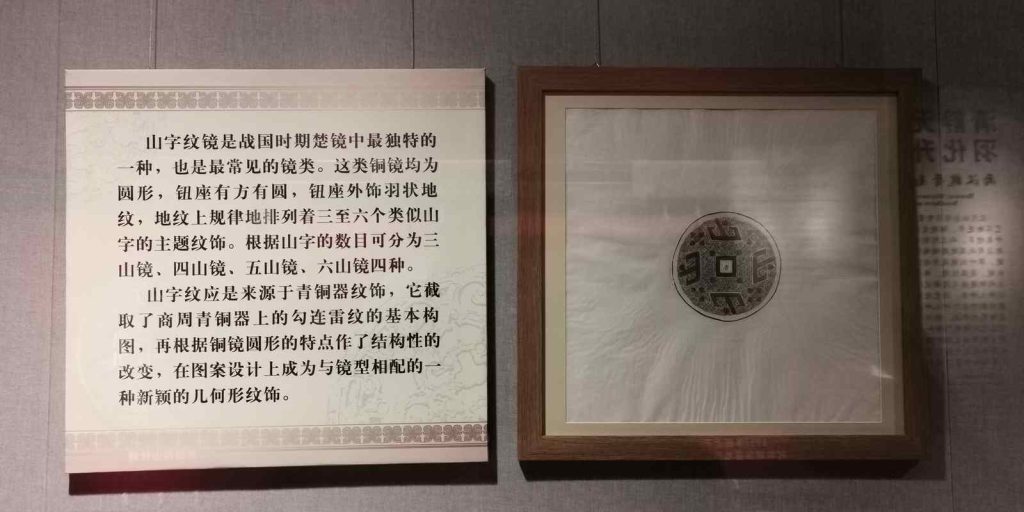 山字纹镜是战国时期楚镜中最独特的
一种，也是最常见的镜类。这类铜镜均为
圆形，钮座有方有圆，钮座外饰羽状地
纹，地纹上规律地排列着三至六个类似山
字的主题纹饰。根据山字的数目可分为三
山镜、四山镜、五山镜、六山镜四种。
山字纹应是来源于青铜器纹饰，它截
取了商周青铜器上的勾连雷纹的基本构
图，再根据铜镜圆形的特点作了结构性的
改变，在图案设计上成为与镜型相配的一
种新颖的几何形纹饰。